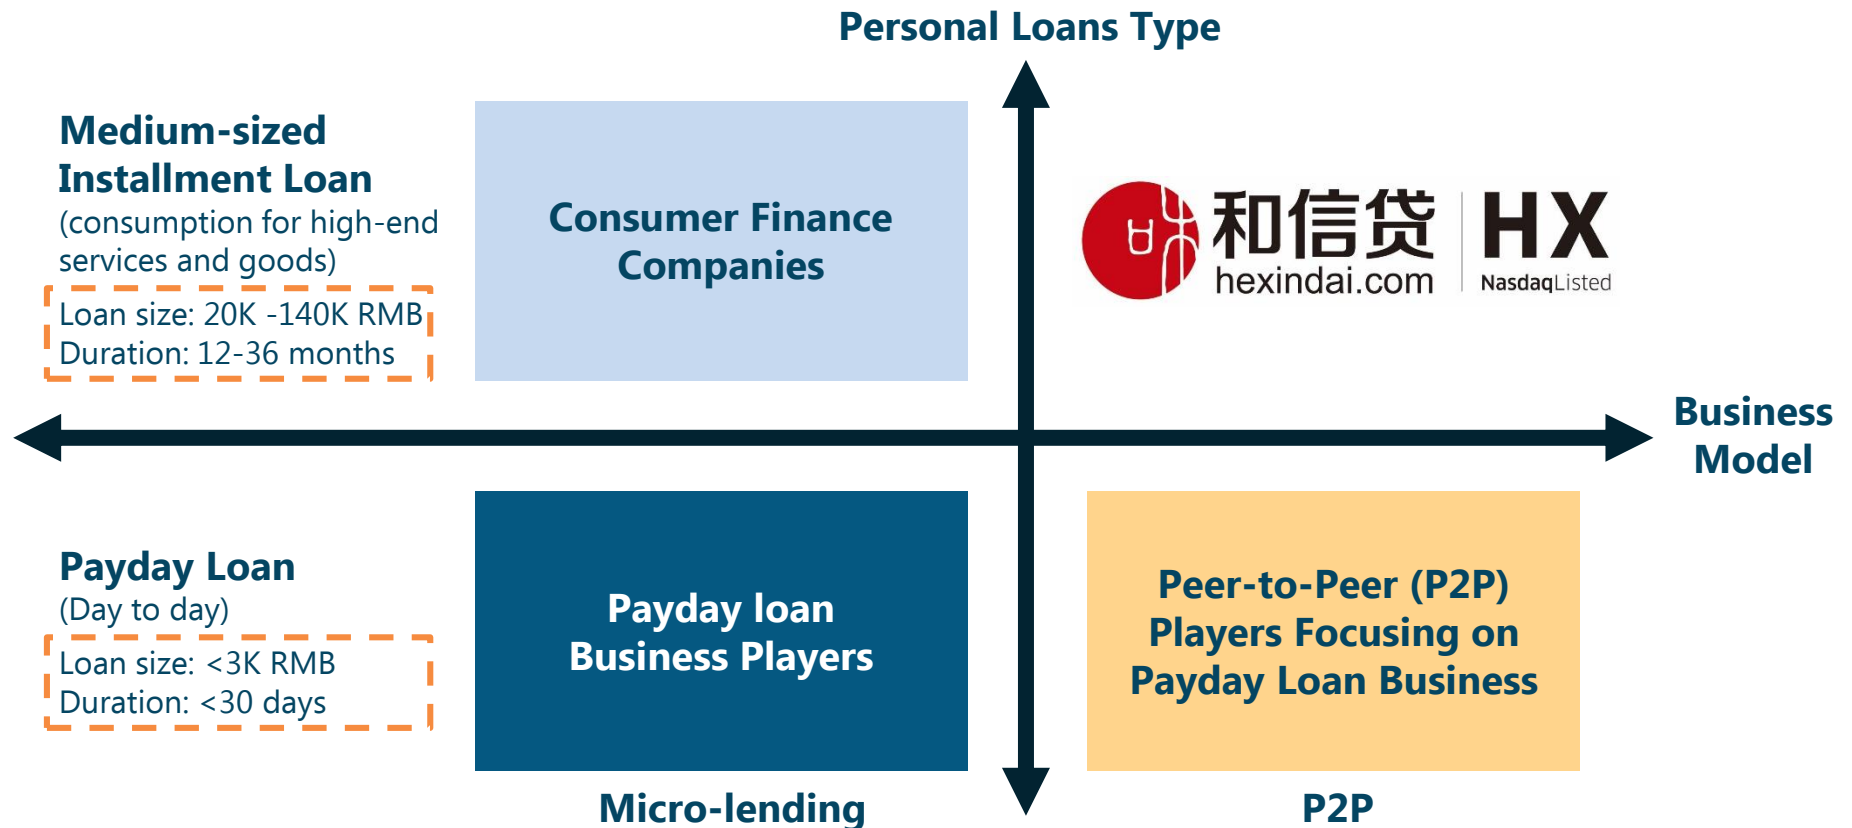 Personal Loans Type
Medium-sized
Installment Loan
(consumption for high-end
services and goods)
Loan size: 20K -140K RMB
Duration: 12-36 months
Consumer Finance
Companies
和信贷
hexindai.com
HX
NasdaqListed
Business
Model
Payday Loan
(Day to day)
Loan size: <3K RMB
Duration: <30 days
Payday loan
Business Players
Peer-to-Peer (P2P)
Players Focusing on
Payday Loan Business
Micro-lending
P2P